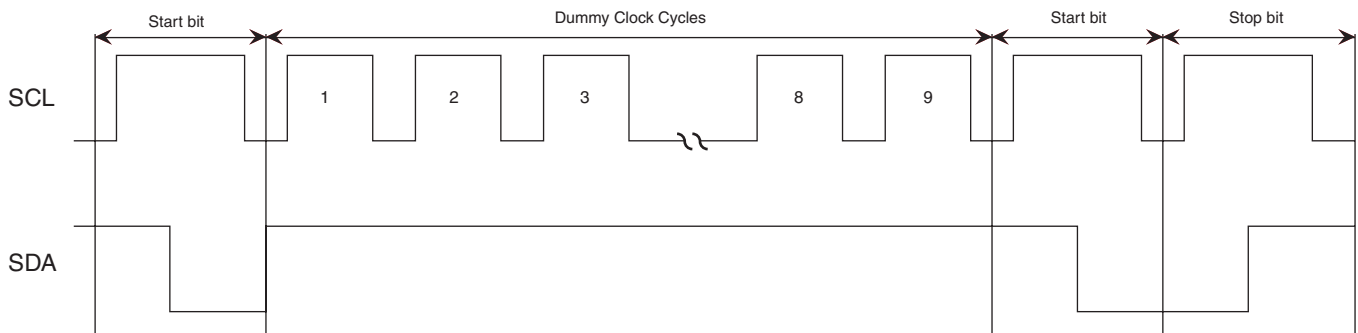 Start bit Dummy Clock Cycles Start bit Stop bit
SCL 1 2 3 8 9
SDA